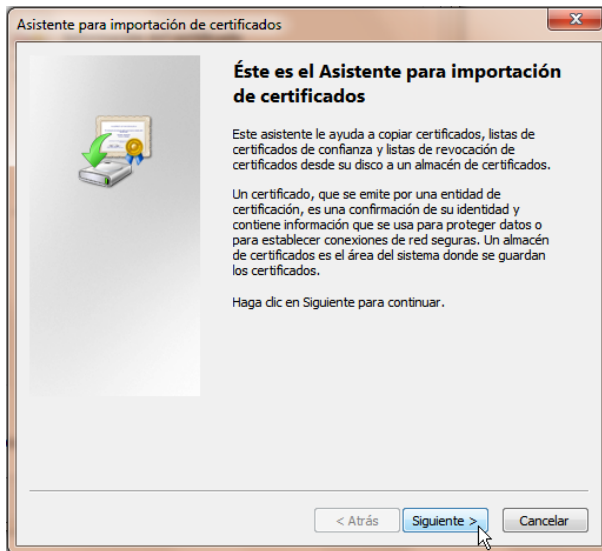 Asistente para importación de certificados
Éste es el Asistente para importación
de certificados
Este asistente le ayuda a copiar certificados, listas de
certificados de confianza y listas de revocación de
certificados desde su disco a un almacén de certificados.
Un certificado, que se emite por una entidad de
certificación, es una confirmación de su identidad y
contiene información que se usa para proteger datos o
para establecer conexiones de red seguras. Un almacén
de certificados es el área del sistema donde se guardan
los certificados.
Haga clic en Siguiente para continuar.
< Atrás Siguiente > Cancelar